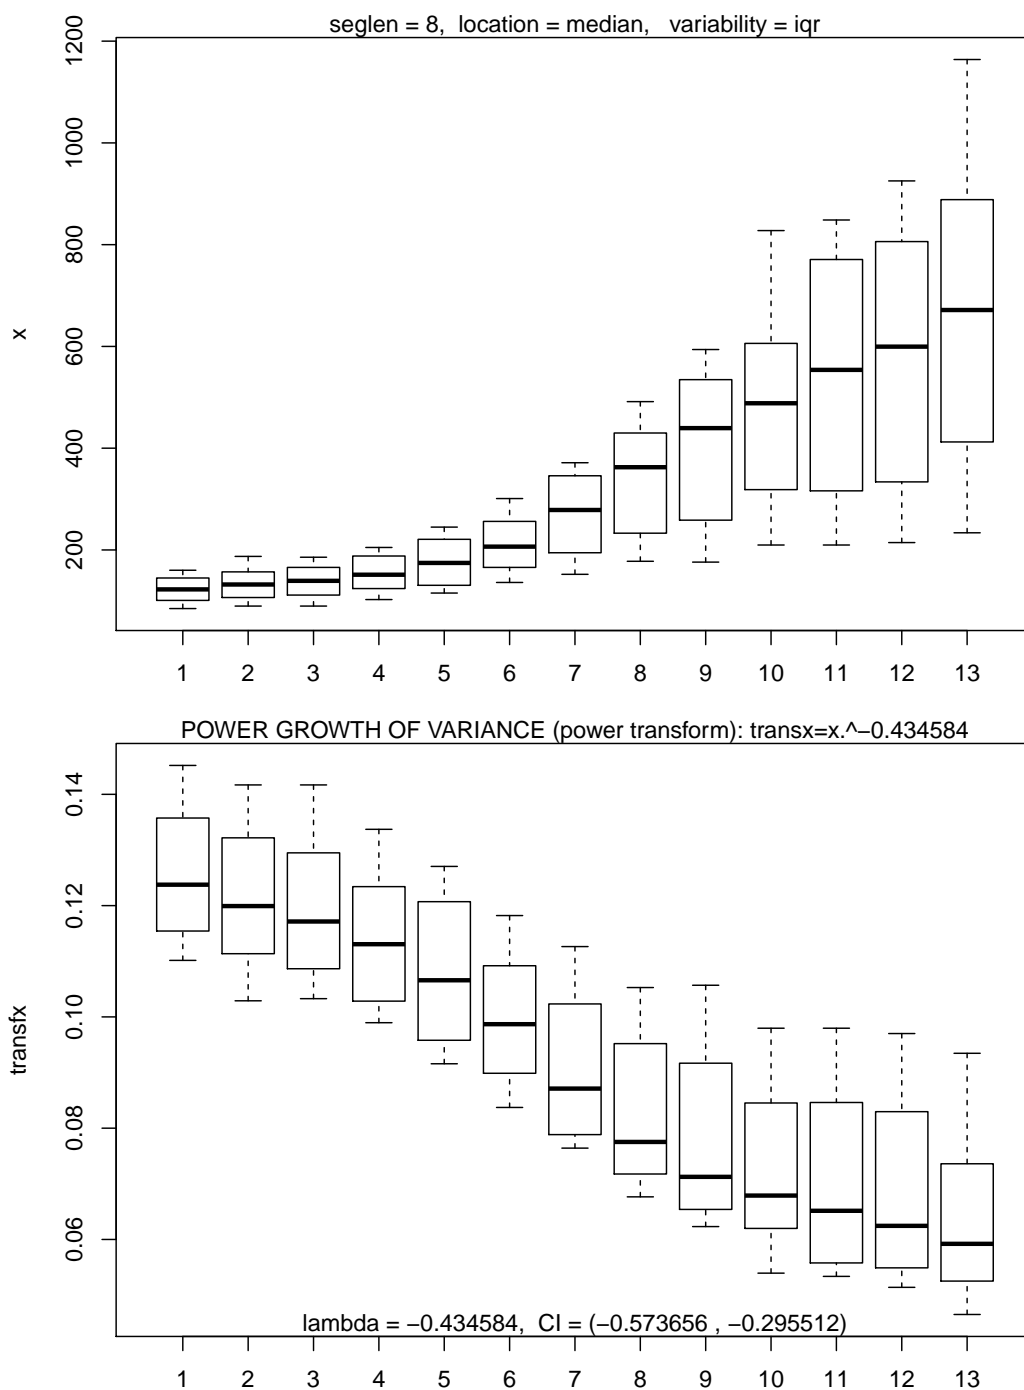 seglen = 8,  location = median,   variability = iqr
1200
1000
800
600
400
200
x
1 2 3 4 5 6 7 8 9 10 11 12 13
POWER GROWTH OF VARIANCE (power transform): transx=x.^−0.434584
0.14
0.12
0.10
0.08
0.06
transfx
lambda = −0.434584,  CI = (−0.573656 , −0.295512)
1 2 3 4 5 6 7 8 9 10 11 12 13